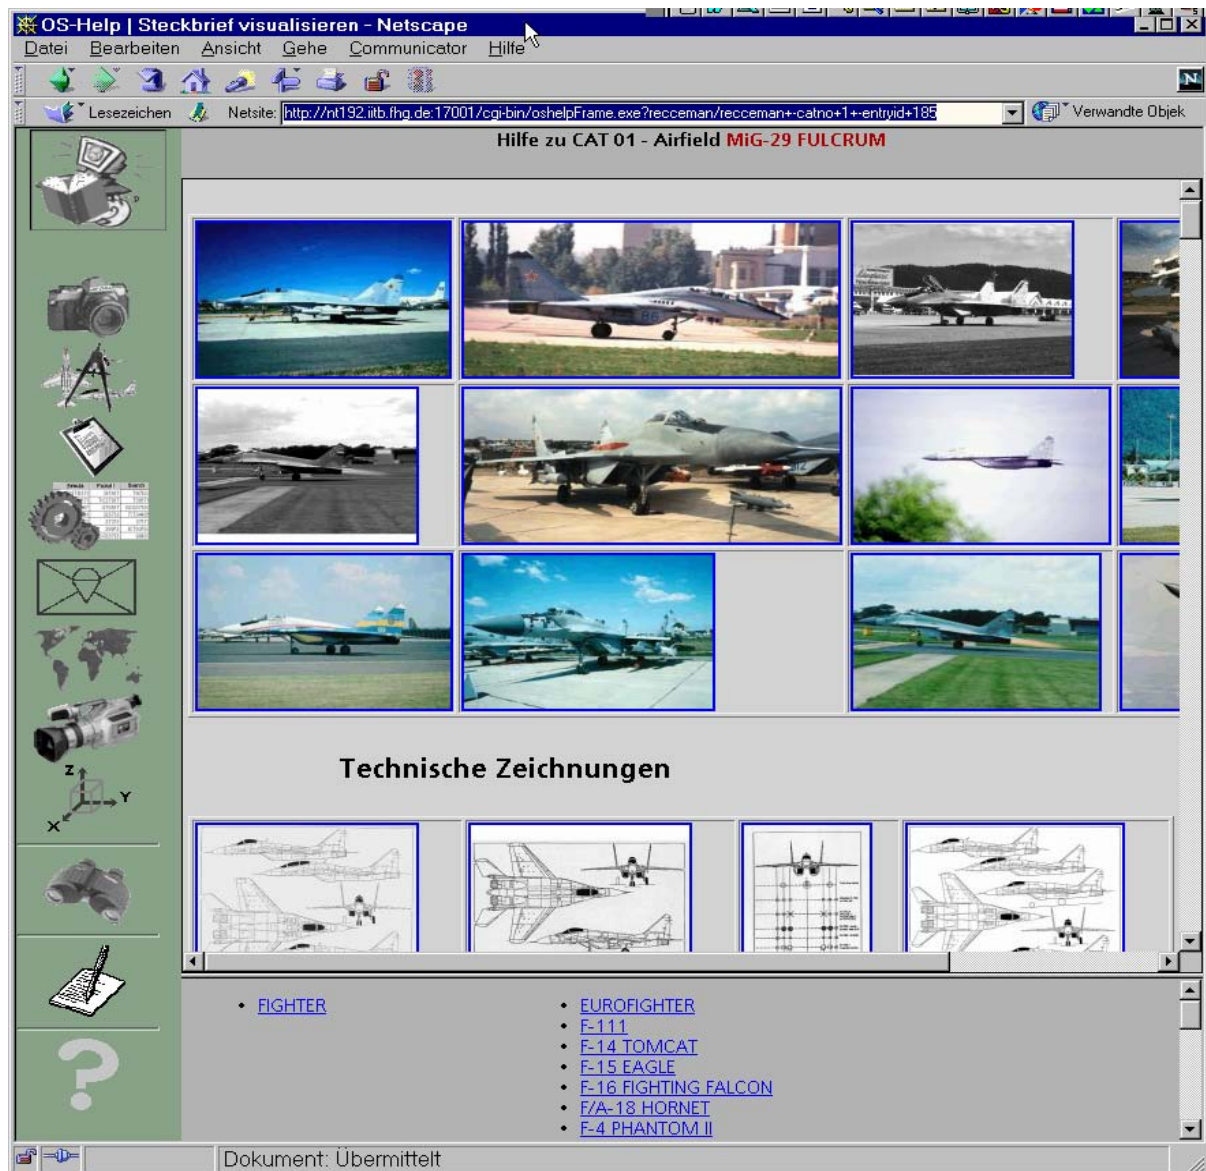 OS-Help | Steckbrief visualisieren - Netscape
Datei Bearbeiten Ansicht Gehe Communicator Hilfe
Lesezeichen Netsite: http://nt192.iitb.fhg.de:17001/cgi-bin/oshelpFrame.exe?recceman/recceman+-catno+1+-entryid+185 Verwandte Objek
Hilfe zu CAT 01 - Airfield MiG-29 FULCRUM
86
Technische Zeichnungen
Z
Y
X
FIGHTER
EUROFIGHTER
F-111
F-14 TOMCAT
F-15 EAGLE
F-16 FIGHTING FALCON
F/A-18 HORNET
F-4 PHANTOM II
Dokument: Übermittelt